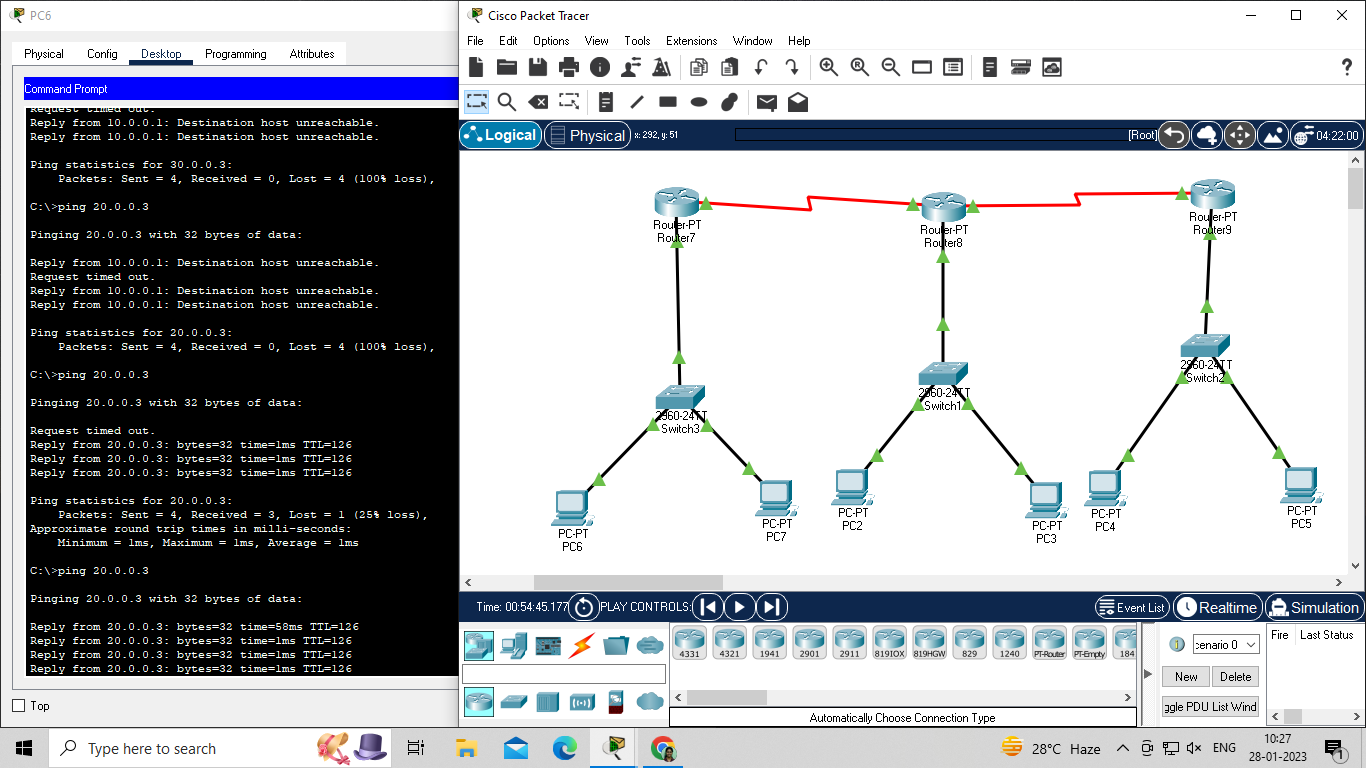 PC6
Physical Config Desktop Programming Attributes
Command Prompt
Request timed out.
Reply from 10.0.0.1: Destination host unreachable.
Reply from 10.0.0.1: Destination host unreachable.
Ping statistics for 30.0.0.3:
Packets: Sent = 4, Received = 0, Lost = 4 (100% loss),
C:\>ping 20.0.0.3
Pinging 20.0.0.3 with 32 bytes of data:
Reply from 10.0.0.1: Destination host unreachable.
Request timed out.
Reply from 10.0.0.1: Destination host unreachable.
Reply from 10.0.0.1: Destination host unreachable.
Ping statistics for 20.0.0.3:
Packets: Sent = 4, Received = 0, Lost = 4 (100% loss),
C:\>ping 20.0.0.3
Pinging 20.0.0.3 with 32 bytes of data:
Request timed out.
Reply from 20.0.0.3: bytes=32 time=1ms TTL=126
Reply from 20.0.0.3: bytes=32 time=1ms TTL=126
Reply from 20.0.0.3: bytes=32 time=1ms TTL=126
Ping statistics for 20.0.0.3:
Packets: Sent = 4, Received = 3, Lost = 1 (25% loss),
Approximate round trip times in milli-seconds:
Minimum = 1ms, Maximum = 1ms, Average = 1ms
C:\>ping 20.0.0.3
Pinging 20.0.0.3 with 32 bytes of data:
Reply from 20.0.0.3: bytes=32 time=58ms TTL=126
Reply from 20.0.0.3: bytes=32 time=1ms TTL=126
Reply from 20.0.0.3: bytes=32 time=1ms TTL=126
Reply from 20.0.0.3: bytes=32 time=1ms TTL=126
Top
Cisco Packet Tracer
File Edit Options View Tools Extensions Window Help
?
Logical Physical x: 292, y: 51 [Root] 04:22:00
Router-PT
Router7
Router-PT
Router8
Router-PT
Router9
2960-24TT
Switch3
2960-24TT
Switch1
2960-24TT
Switch2
PC-PT
PC6
PC-PT
PC7
PC-PT
PC2
PC-PT
PC3
PC-PT
PC4
PC-PT
PC5
Time: 00:54:45.177 PLAY CONTROLS: Event List Realtime Simulation
4331 4321 1941 2901 2911 819IOX 819HGW 829 1240 PT-Router PT-Empty 184
Automatically Choose Connection Type
cenario 0
New Delete
ggle PDU List Wind
Fire Last Status
Type here to search
28°C Haze ENG 10:27
28-01-2023
1